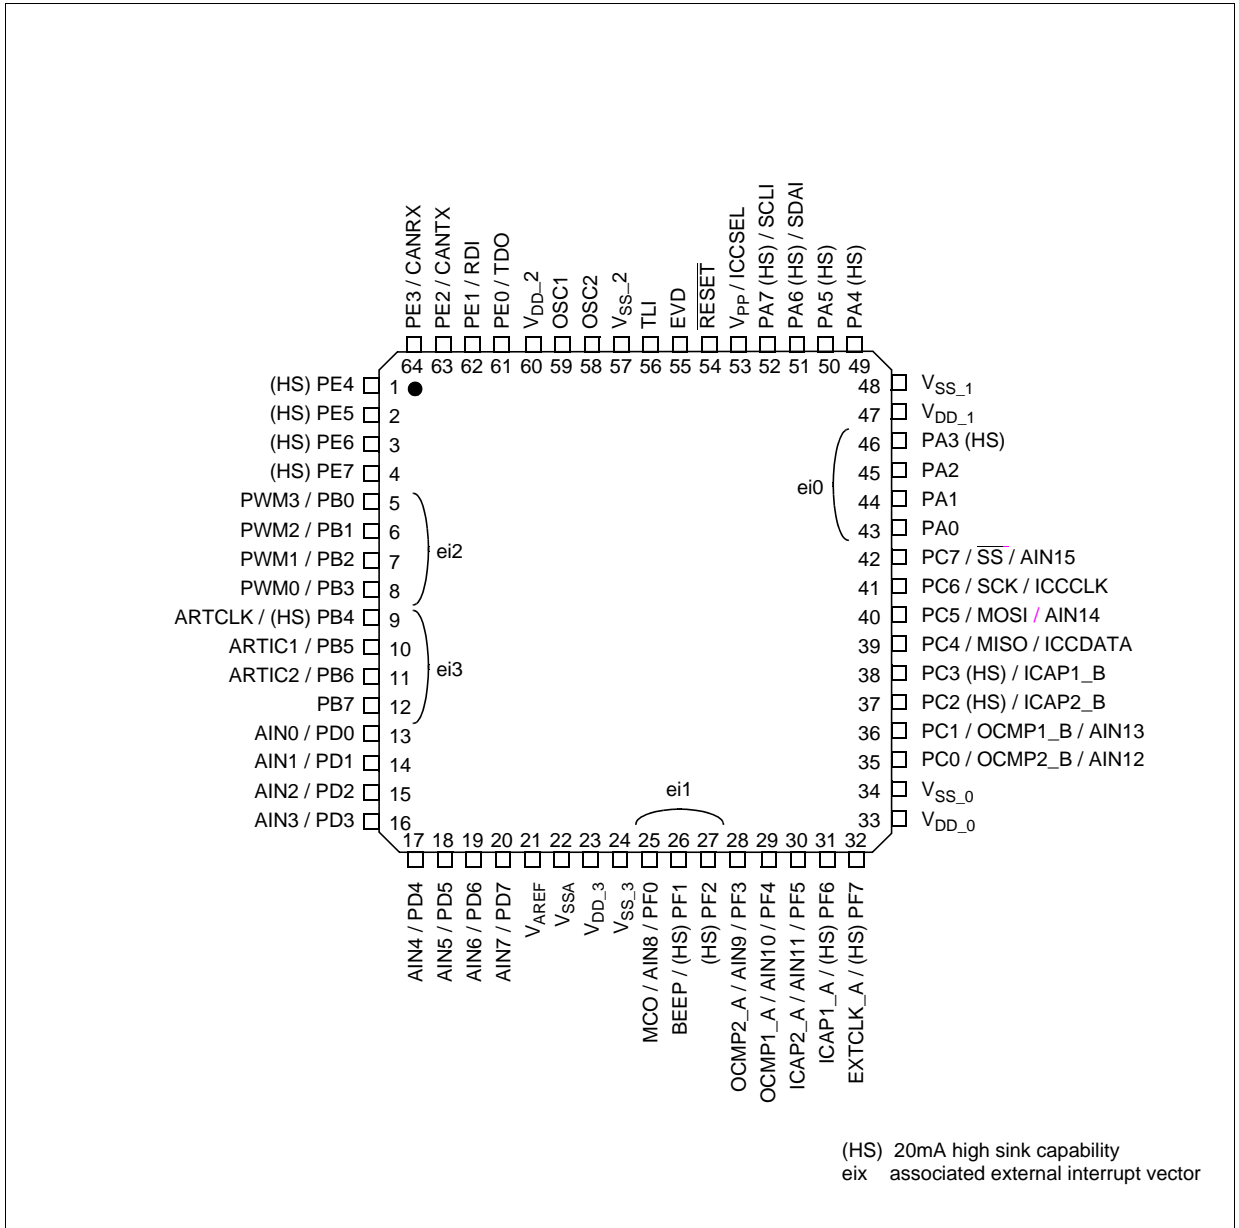 PE3 / CANRX
PE2 / CANTX
PE1 / RDI
PE0 / TDO
VDD_2
OSC1
OSC2
VSS_2
TLI
EVD
RESET
VPP / ICCSEL
PA7 (HS) / SCLI
PA6 (HS) / SDAI
PA5 (HS)
PA4 (HS)
64 63 62 61 60 59 58 57 56 55 54 53 52 51 50 49
(HS) PE4 1
(HS) PE5 2
(HS) PE6 3
(HS) PE7 4
PWM3 / PB0 5
PWM2 / PB1 6
PWM1 / PB2 7
PWM0 / PB3 8
ei2
ARTCLK / (HS) PB4 9
ARTIC1 / PB5 10
ARTIC2 / PB6 11
PB7 12
ei3
AIN0 / PD0 13
AIN1 / PD1 14
AIN2 / PD2 15
AIN3 / PD3 16
48 VSS_1
47 VDD_1
46 PA3 (HS)
45 PA2
44 PA1
43 PA0
ei0
42 PC7 / SS / AIN15
41 PC6 / SCK / ICCCLK
40 PC5 / MOSI / AIN14
39 PC4 / MISO / ICCDATA
38 PC3 (HS) / ICAP1_B
37 PC2 (HS) / ICAP2_B
36 PC1 / OCMP1_B / AIN13
35 PC0 / OCMP2_B / AIN12
34 VSS_0
33 VDD_0
ei1
17 18 19 20 21 22 23 24 25 26 27 28 29 30 31 32
AIN4 / PD4
AIN5 / PD5
AIN6 / PD6
AIN7 / PD7
VAREF
VSSA
VDD_3
VSS_3
MCO / AIN8 / PF0
BEEP / (HS) PF1
(HS) PF2
OCMP2_A / AIN9 / PF3
OCMP1_A / AIN10 / PF4
ICAP2_A / AIN11 / PF5
ICAP1_A / (HS) PF6
EXTCLK_A / (HS) PF7
(HS) 20mA high sink capability
eix associated external interrupt vector